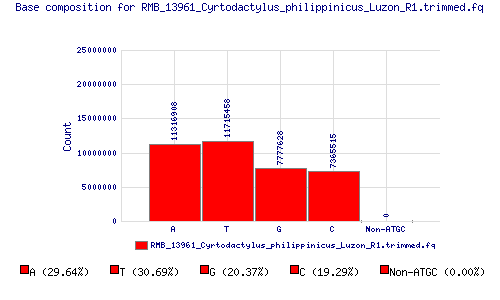 Base composition for RMB_13961_Cyrtodactylus_philippinicus_Luzon_R1.trimmed.fq
25000000
20000000
15000000
10000000
5000000
0
Count
11316908
11715458
7777628
7365515
0
A T G C Non-ATGC
RMB_13961_Cyrtodactylus_philippinicus_Luzon_R1.trimmed.fq
A (29.64%) T (30.69%) G (20.37%) C (19.29%) Non-ATGC (0.00%)